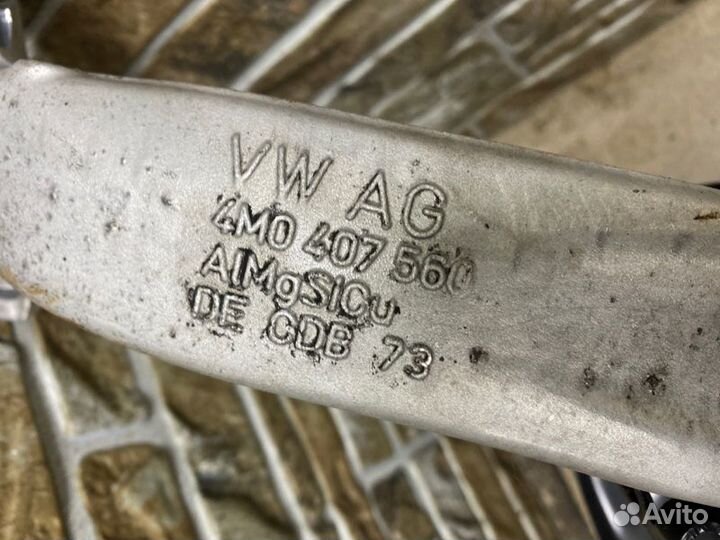 VW AG
4M0 407 560
AlMgSiCu
DE CDB 73
Avito